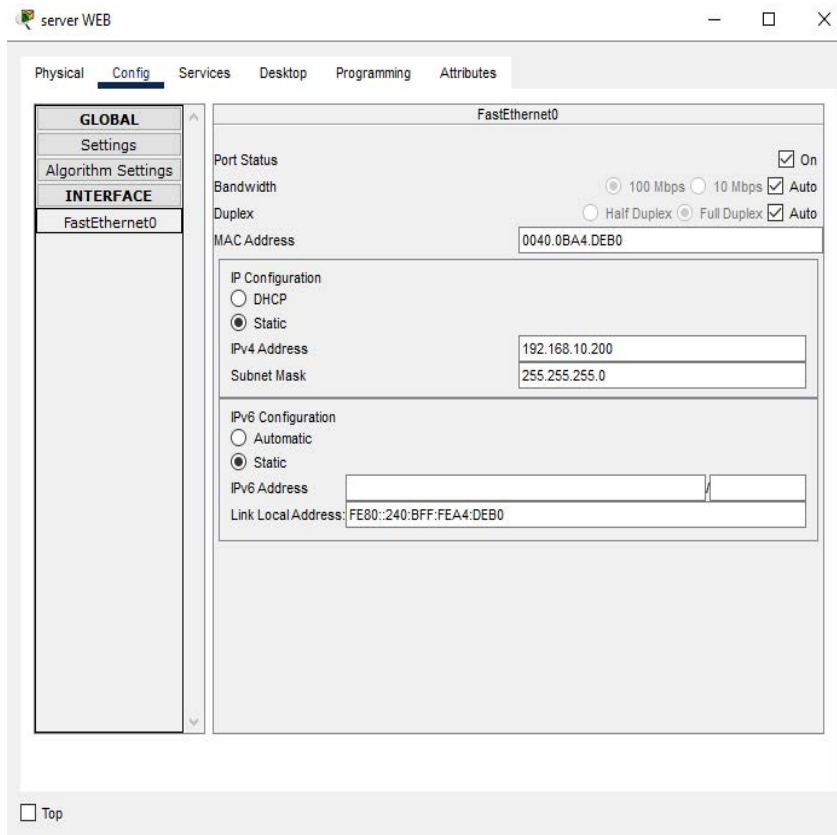 server WEB
Physical Config Services Desktop Programming Attributes
GLOBAL
Settings
Algorithm Settings
INTERFACE
FastEthernet0
FastEthernet0
Port Status On
Bandwidth 100 Mbps 10 Mbps Auto
Duplex Half Duplex Full Duplex Auto
MAC Address 0040.0BA4.DEB0
IP Configuration
DHCP
Static
IPv4 Address 192.168.10.200
Subnet Mask 255.255.255.0
IPv6 Configuration
Automatic
Static
IPv6 Address /
Link Local Address: FE80::240:BFF:FEA4:DEB0
Top